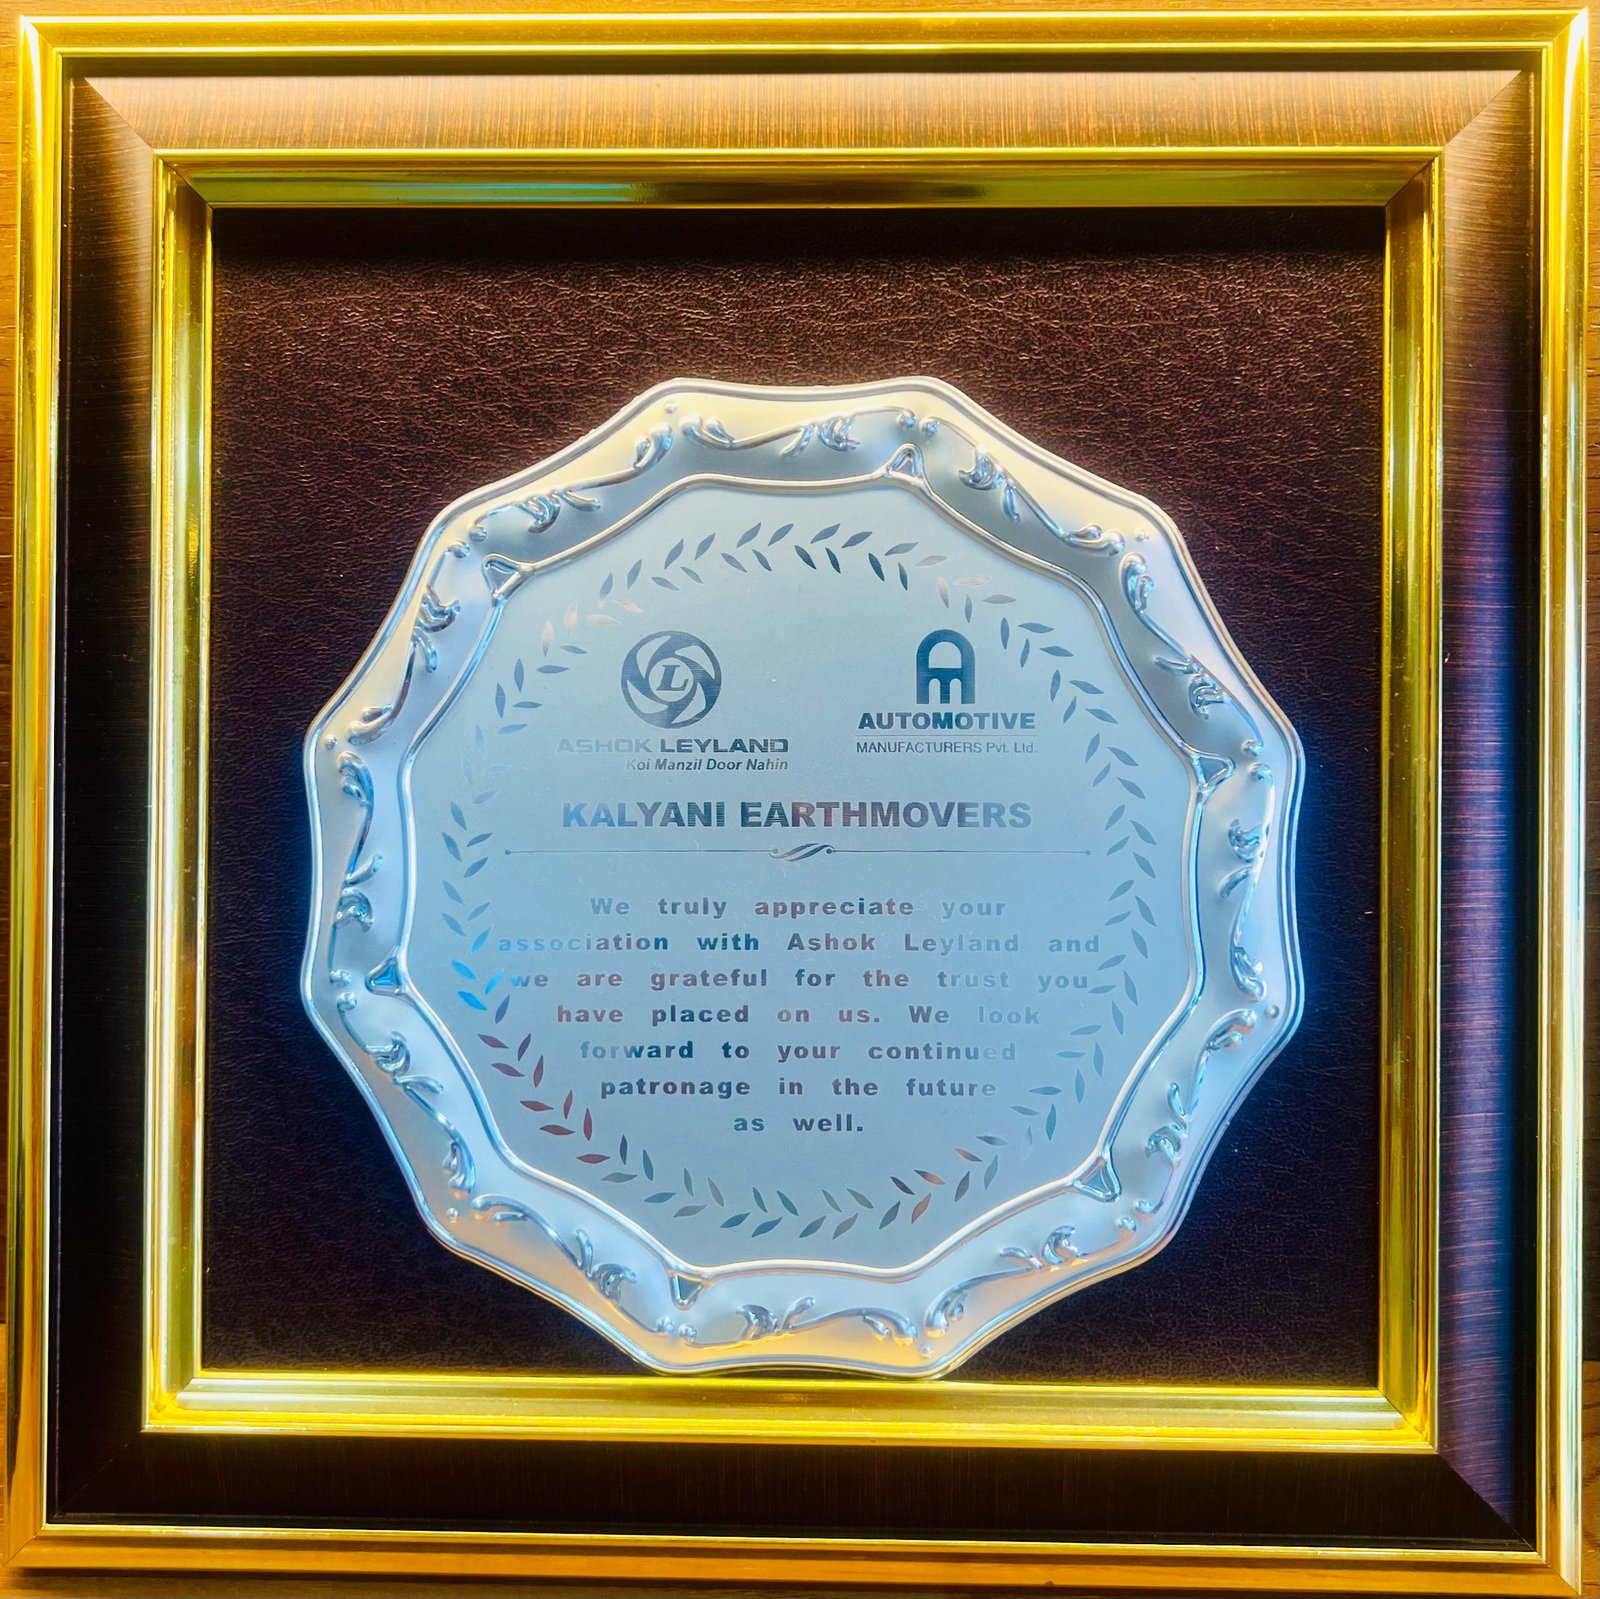 L
ASHOK LEYLAND
Koi Manzil Door Nahin
AM
AUTOMOTIVE
MANUFACTURERS Pvt. Ltd.
KALYANI EARTHMOVERS
We truly appreciate your
association with Ashok Leyland and
we are grateful for the trust you
have placed on us. We look
forward to your continued
patronage in the future
as well.